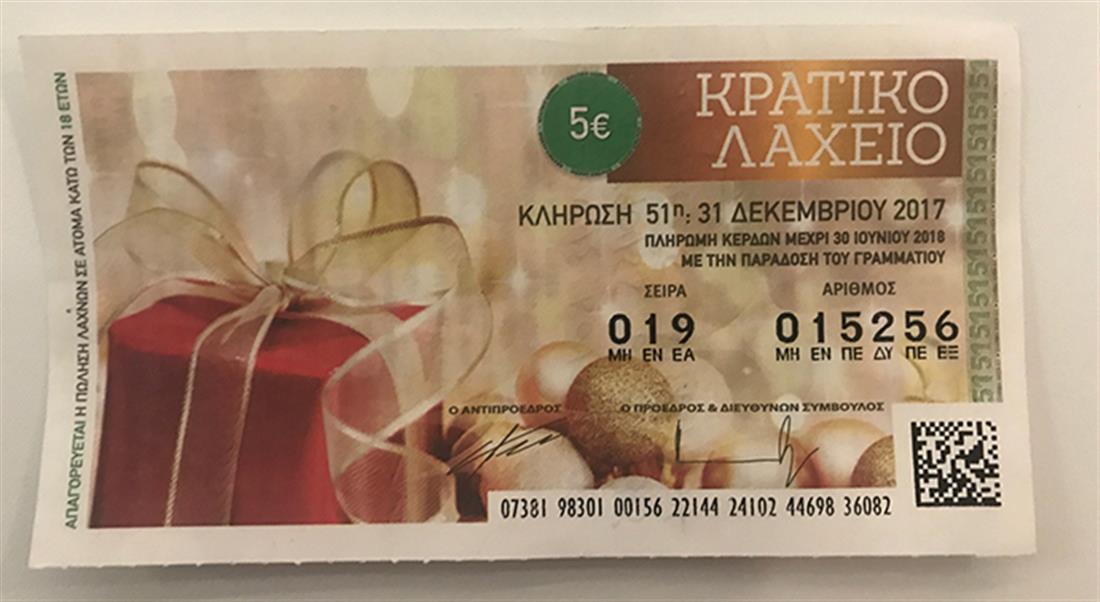 ΑΠΑΓΟΡΕΥΕΤΑΙ Η ΠΩΛΗΣΗ ΛΑΧΝΩΝ ΣΕ ΑΤΟΜΑ ΚΑΤΩ ΤΩΝ 18 ΕΤΩΝ
5€
ΚΡΑΤΙΚΟ
ΛΑΧΕΙΟ
ΚΛΗΡΩΣΗ 51η: 31 ΔΕΚΕΜΒΡΙΟΥ 2017
ΠΛΗΡΩΜΗ ΚΕΡΔΩΝ ΜΕΧΡΙ 30 ΙΟΥΝΙΟΥ 2018
ΜΕ ΤΗΝ ΠΑΡΑΔΟΣΗ ΤΟΥ ΓΡΑΜΜΑΤΙΟΥ
ΣΕΙΡΑ ΑΡΙΘΜΟΣ
019 015256
ΜΗ ΕΝ ΕΑ ΜΗ ΕΝ ΠΕ ΔΥ ΠΕ ΕΞ
Ο ΑΝΤΙΠΡΟΕΔΡΟΣ Ο ΠΡΟΕΔΡΟΣ & ΔΙΕΥΘΥΝΩΝ ΣΥΜΒΟΥΛΟΣ
07381 98301 00156 22144 24102 44698 36082